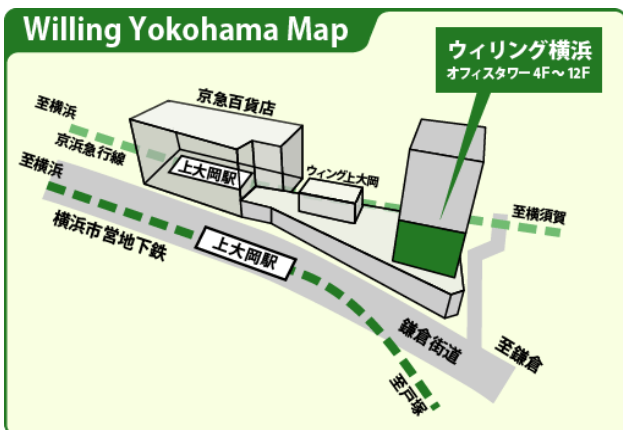 Willing Yokohama Map
ウィリング横浜
オフィスタワー4F～12F
京急百貨店
至横浜
京浜急行線
至横浜
上大岡駅
ウィング上大岡
至横須賀
横浜市営地下鉄
上大岡駅
鎌倉街道
至鎌倉
至戸塚